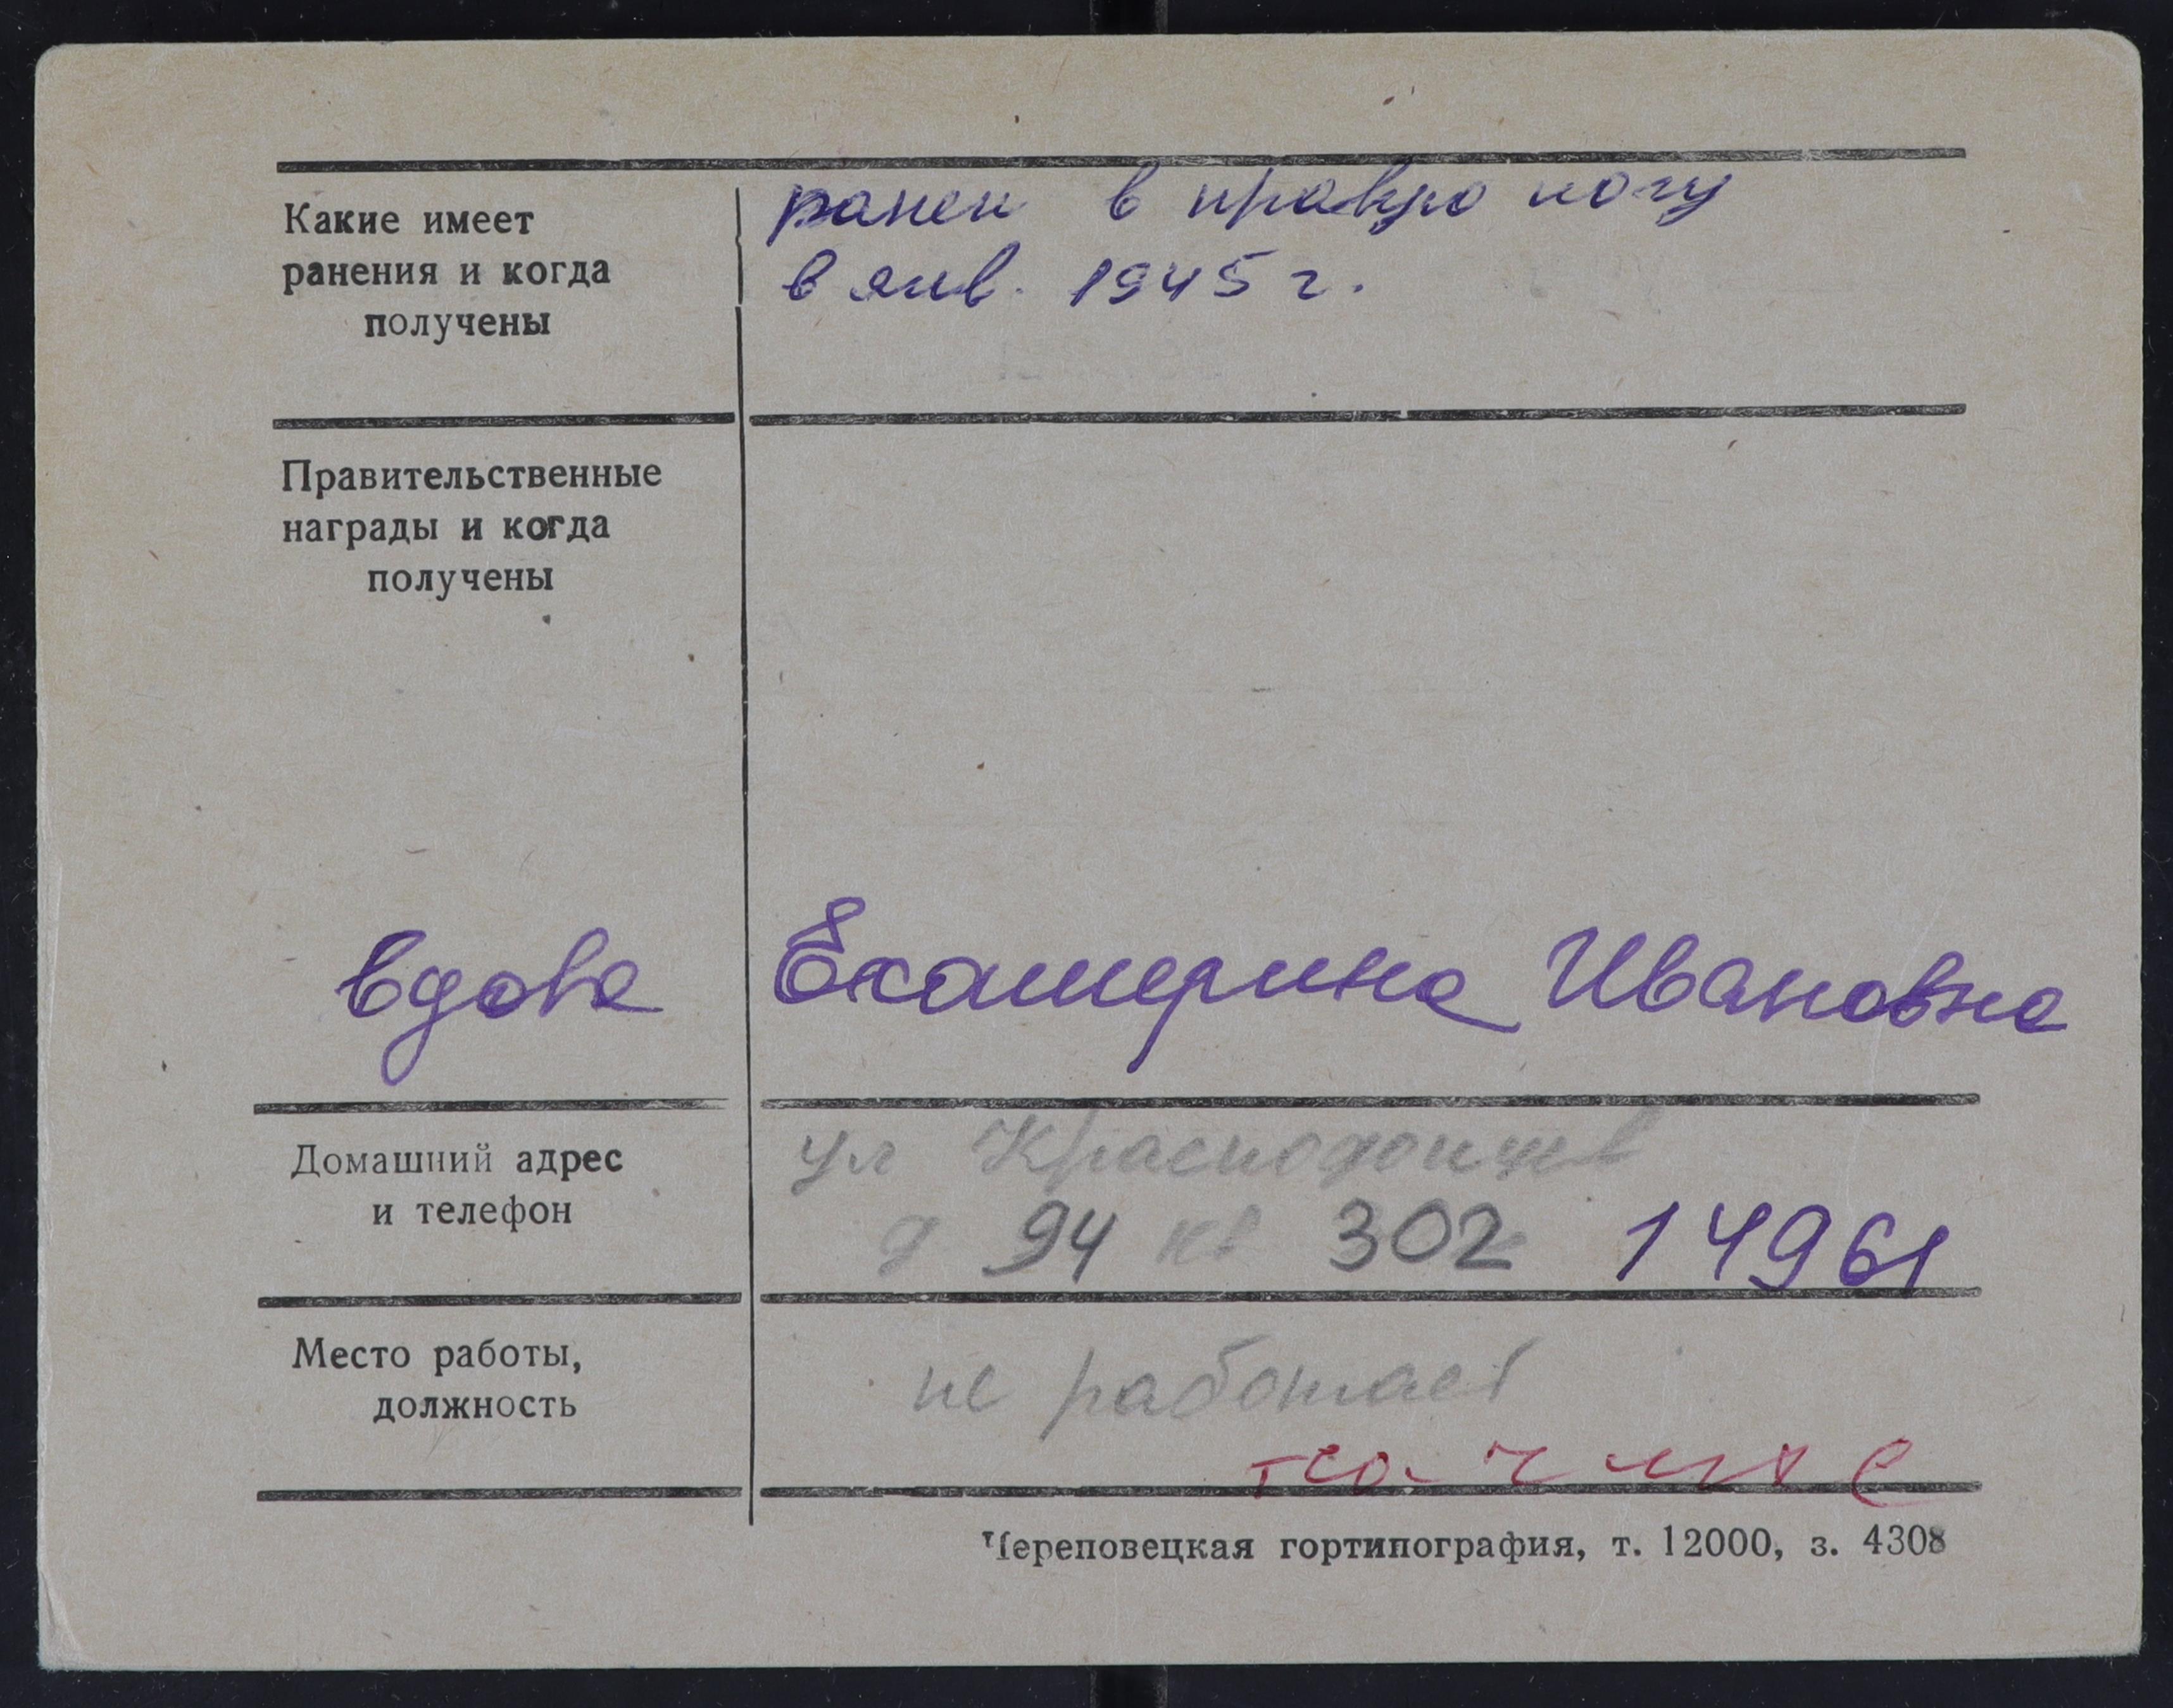 Какие имеет
ранения и когда
получены
ранен в правую ногу
в янв. 1945 г.
Правительственные
награды и когда
получены
вдова Екатерина Ивановна
Домашний адрес
и телефон
ул Краснодонцев
д 94 кв 302 14961
Место работы,
должность
не работает
Череповецкая гортипография, т. 12000, з. 4308